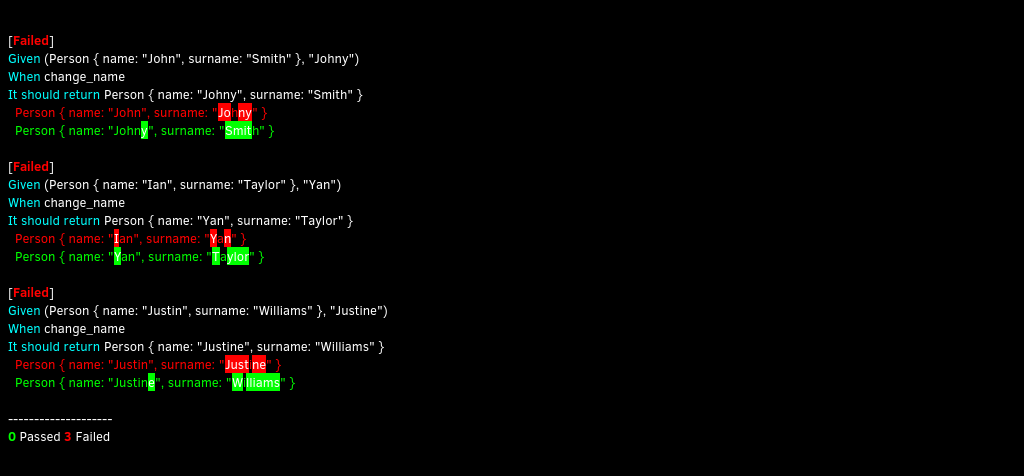 [Failed]
Given (Person { name: "John", surname: "Smith" }, "Johny")
When change_name
It should return Person { name: "Johny", surname: "Smith" }
Person { name: "John", surname: "Johny" }
Person { name: "Johny", surname: "Smith" }
[Failed]
Given (Person { name: "Ian", surname: "Taylor" }, "Yan")
When change_name
It should return Person { name: "Yan", surname: "Taylor" }
Person { name: "Ian", surname: "Yan" }
Person { name: "Yan", surname: "Taylor" }
[Failed]
Given (Person { name: "Justin", surname: "Williams" }, "Justine")
When change_name
It should return Person { name: "Justine", surname: "Williams" }
Person { name: "Justin", surname: "Justine" }
Person { name: "Justine", surname: "Williams" }
--------------------
0 Passed 3 Failed